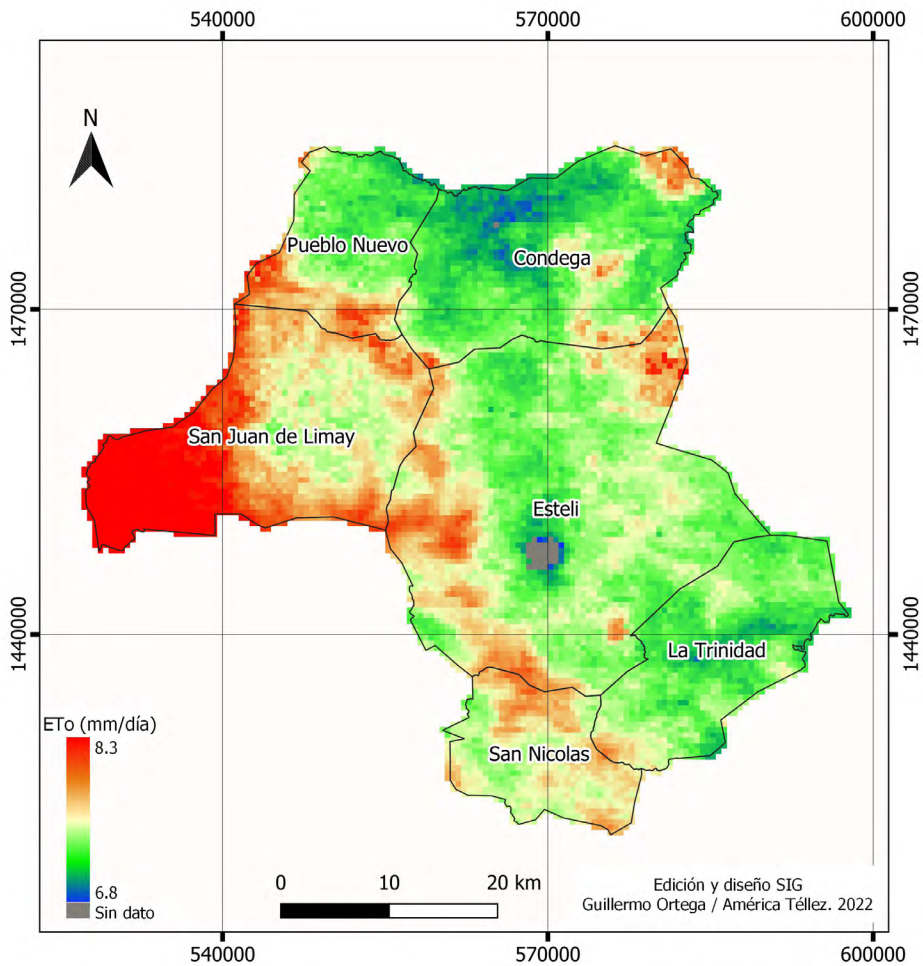 540000
570000
600000
N
Pueblo Nuevo
Condega
1470000
1470000
San Juan de Limay
Esteli
1440000
1440000
La Trinidad
San Nicolas
ETo (mm/día)
8.3
6.8
Sin dato
0 10 20 km
Edición y diseño SIG
Guillermo Ortega / América Téllez. 2022
540000
570000
600000